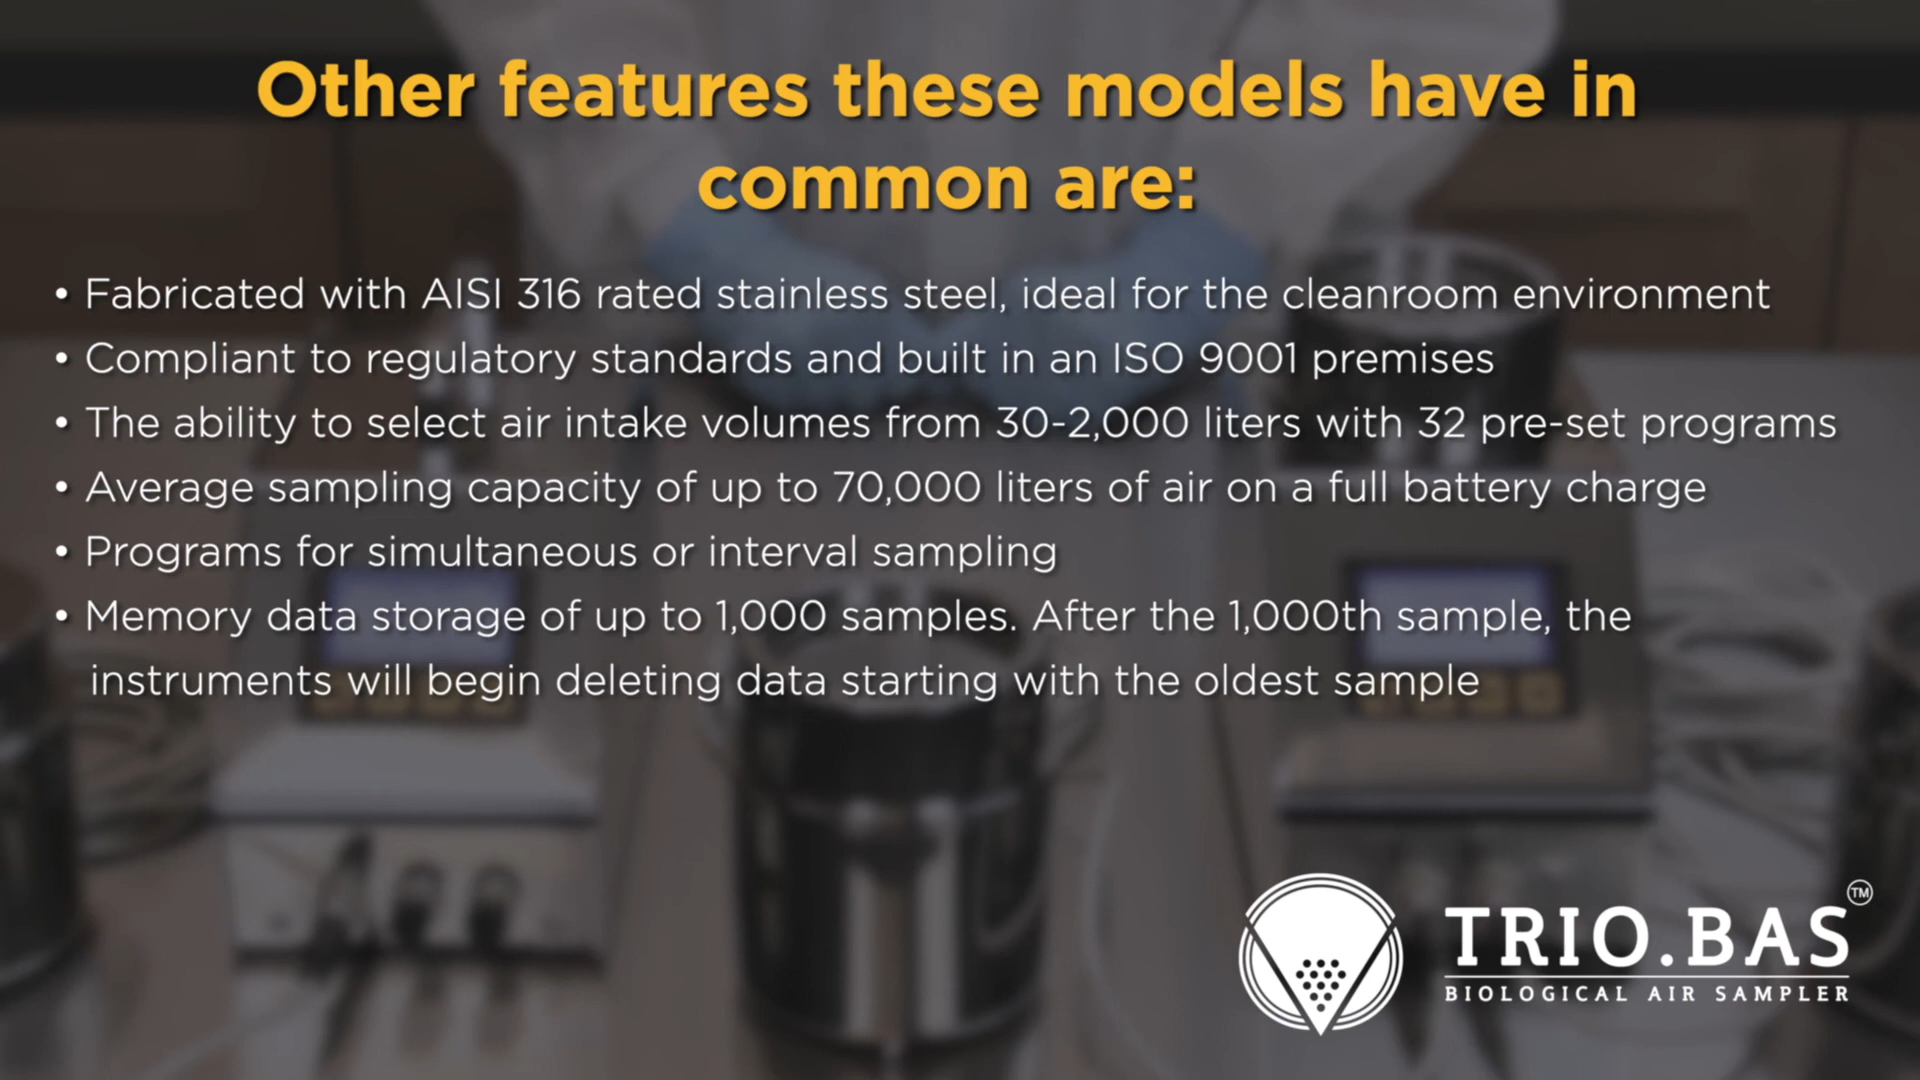 Other features these models have in
common are:
• Fabricated with AISI 316 rated stainless steel, ideal for the cleanroom environment
• Compliant to regulatory standards and built in an ISO 9001 premises
• The ability to select air intake volumes from 30-2,000 liters with 32 pre-set programs
• Average sampling capacity of up to 70,000 liters of air on a full battery charge
• Programs for simultaneous or interval sampling
• Memory data storage of up to 1,000 samples. After the 1,000th sample, the
instruments will begin deleting data starting with the oldest sample
TRIO.BAS™
BIOLOGICAL AIR SAMPLER